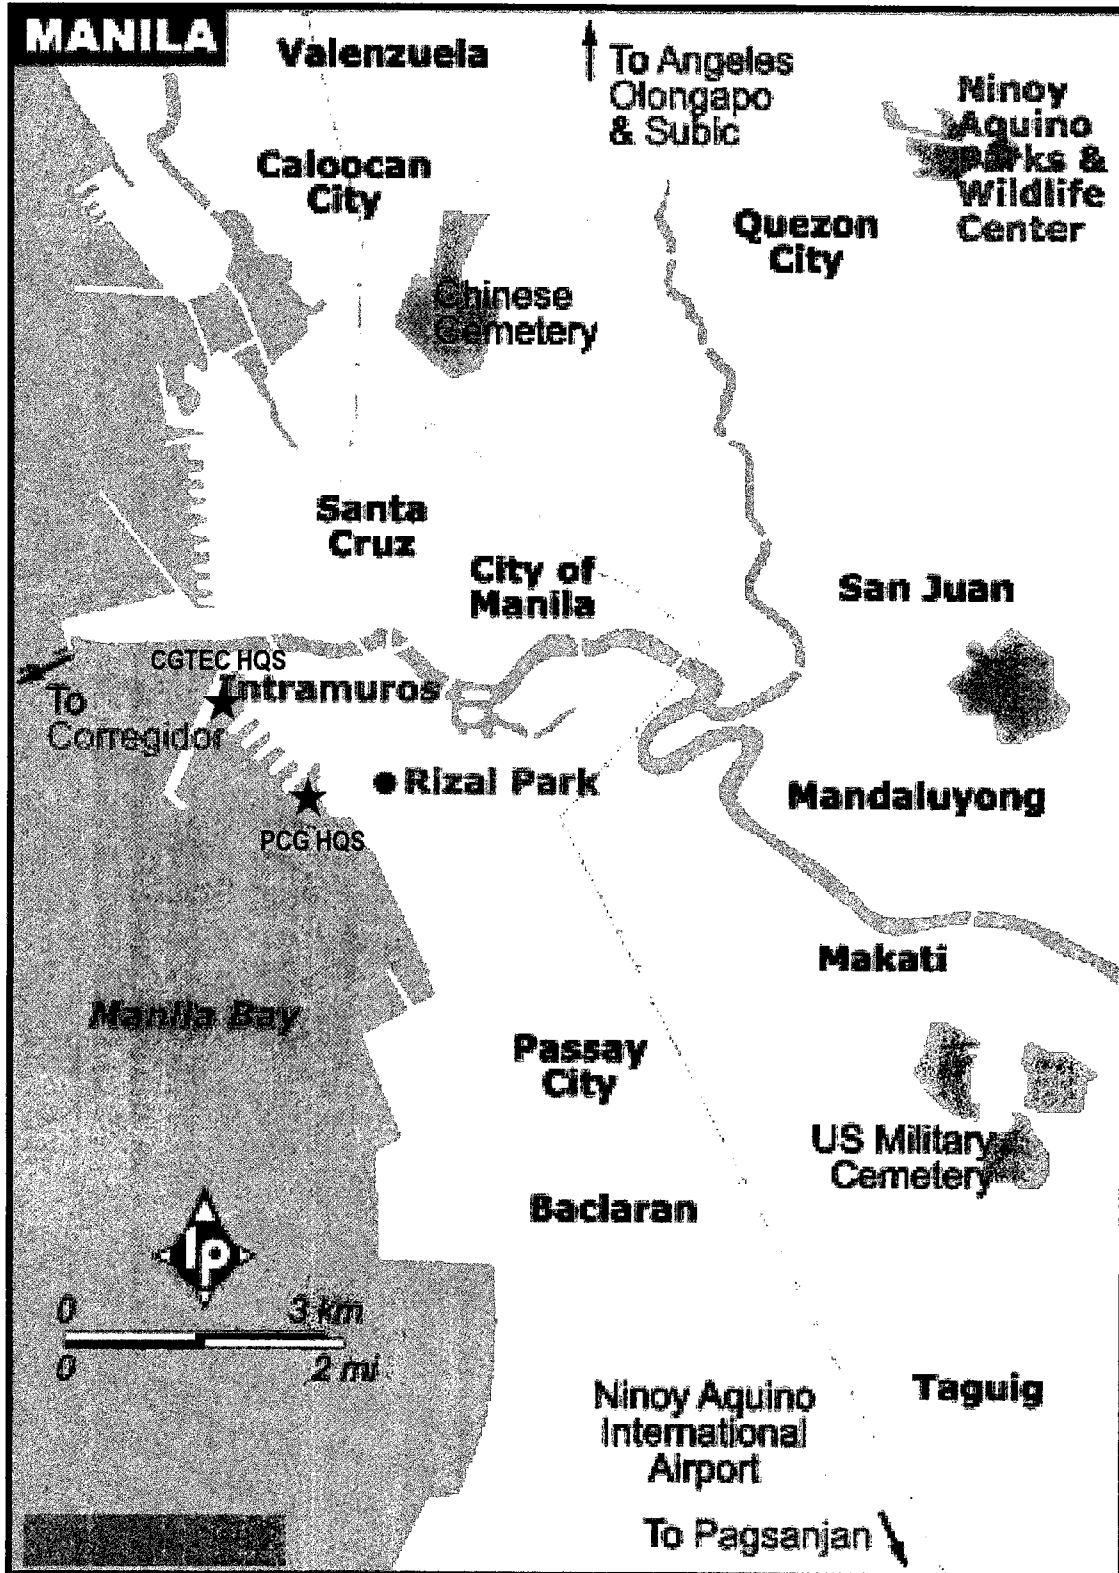 MANILA
Valenzuela
To Angeles
Olongapo
& Subic
Ninoy
Aquino
Parks &
Wildlife
Center
Caloocan
City
Quezon
City
Chinese
Cemetery
Santa
Cruz
City of
Manila
San Juan
CGTEC HQS
Intramuros
To
Corregidor
Rizal Park
Mandaluyong
PCG HQS
Makati
Manila Bay
Passay
City
US Military
Cemetery
Baclaran
lp
0 3 km
0 2 mi
Taguig
Ninoy Aquino
International
Airport
To Pagsanjan